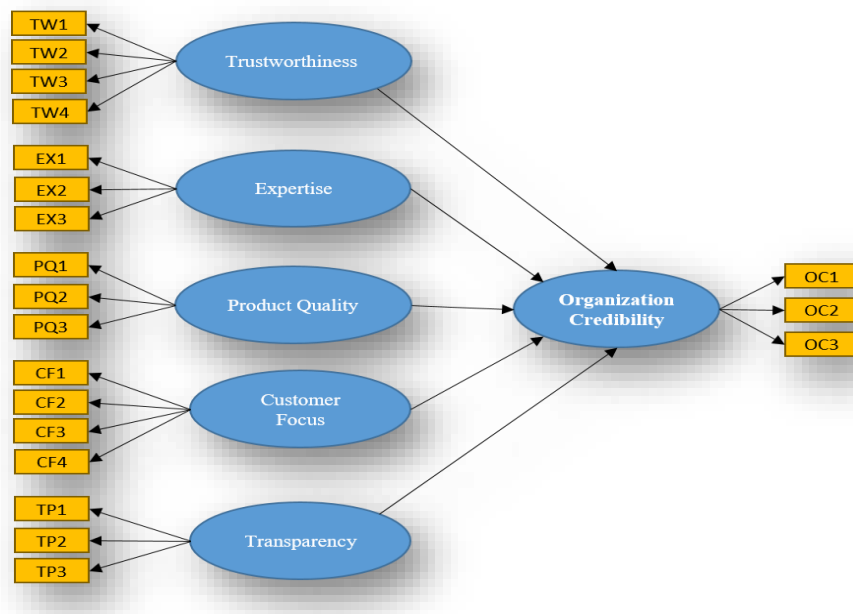 TW1
TW2
TW3
TW4
Trustworthiness
EX1
EX2
EX3
Expertise
PQ1
PQ2
PQ3
Product Quality
CF1
CF2
CF3
CF4
Customer
Focus
TP1
TP2
TP3
Transparency
Organization
Credibility
OC1
OC2
OC3